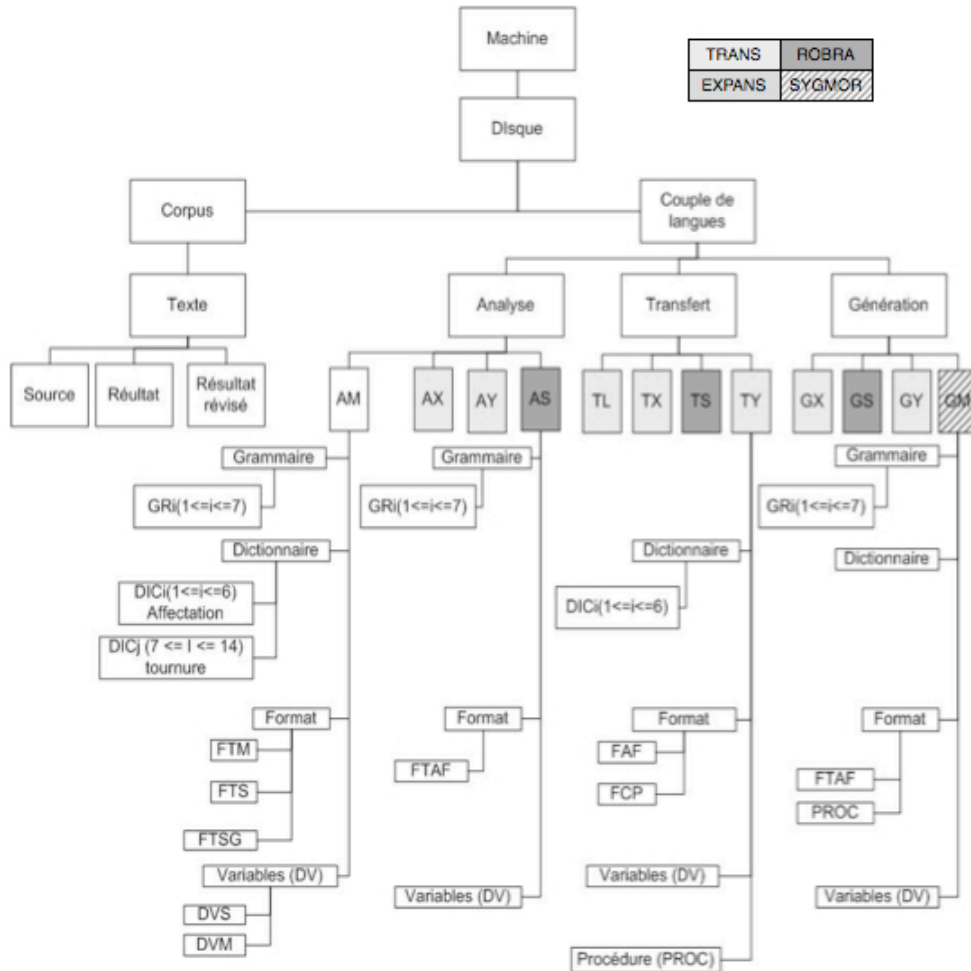 Machine
TRANS
ROBRA
EXPANS
SYGMOR
DIsque
Corpus
Couple de
langues
Texte
Analyse
Transfert
Génération
Source
Réultat
Résultat
révisé
AM
AX
AY
AS
TL
TX
TS
TY
GX
GS
GY
GM
Grammaire
Grammaire
Grammaire
GRi(1<=i<=7)
GRi(1<=i<=7)
GRi(1<=i<=7)
Dictionnaire
Dictionnaire
Dictionnaire
DICi(1<=i<=6)
Affectation
DICi(1<=i<=6)
DICj (7 <= I <= 14)
tournure
Format
Format
Format
Format
FTM
FAF
FTAF
FTAF
FTS
FCP
PROC
FTSG
Variables (DV)
Variables (DV)
Variables (DV)
Variables (DV)
DVS
DVM
Procédure (PROC)